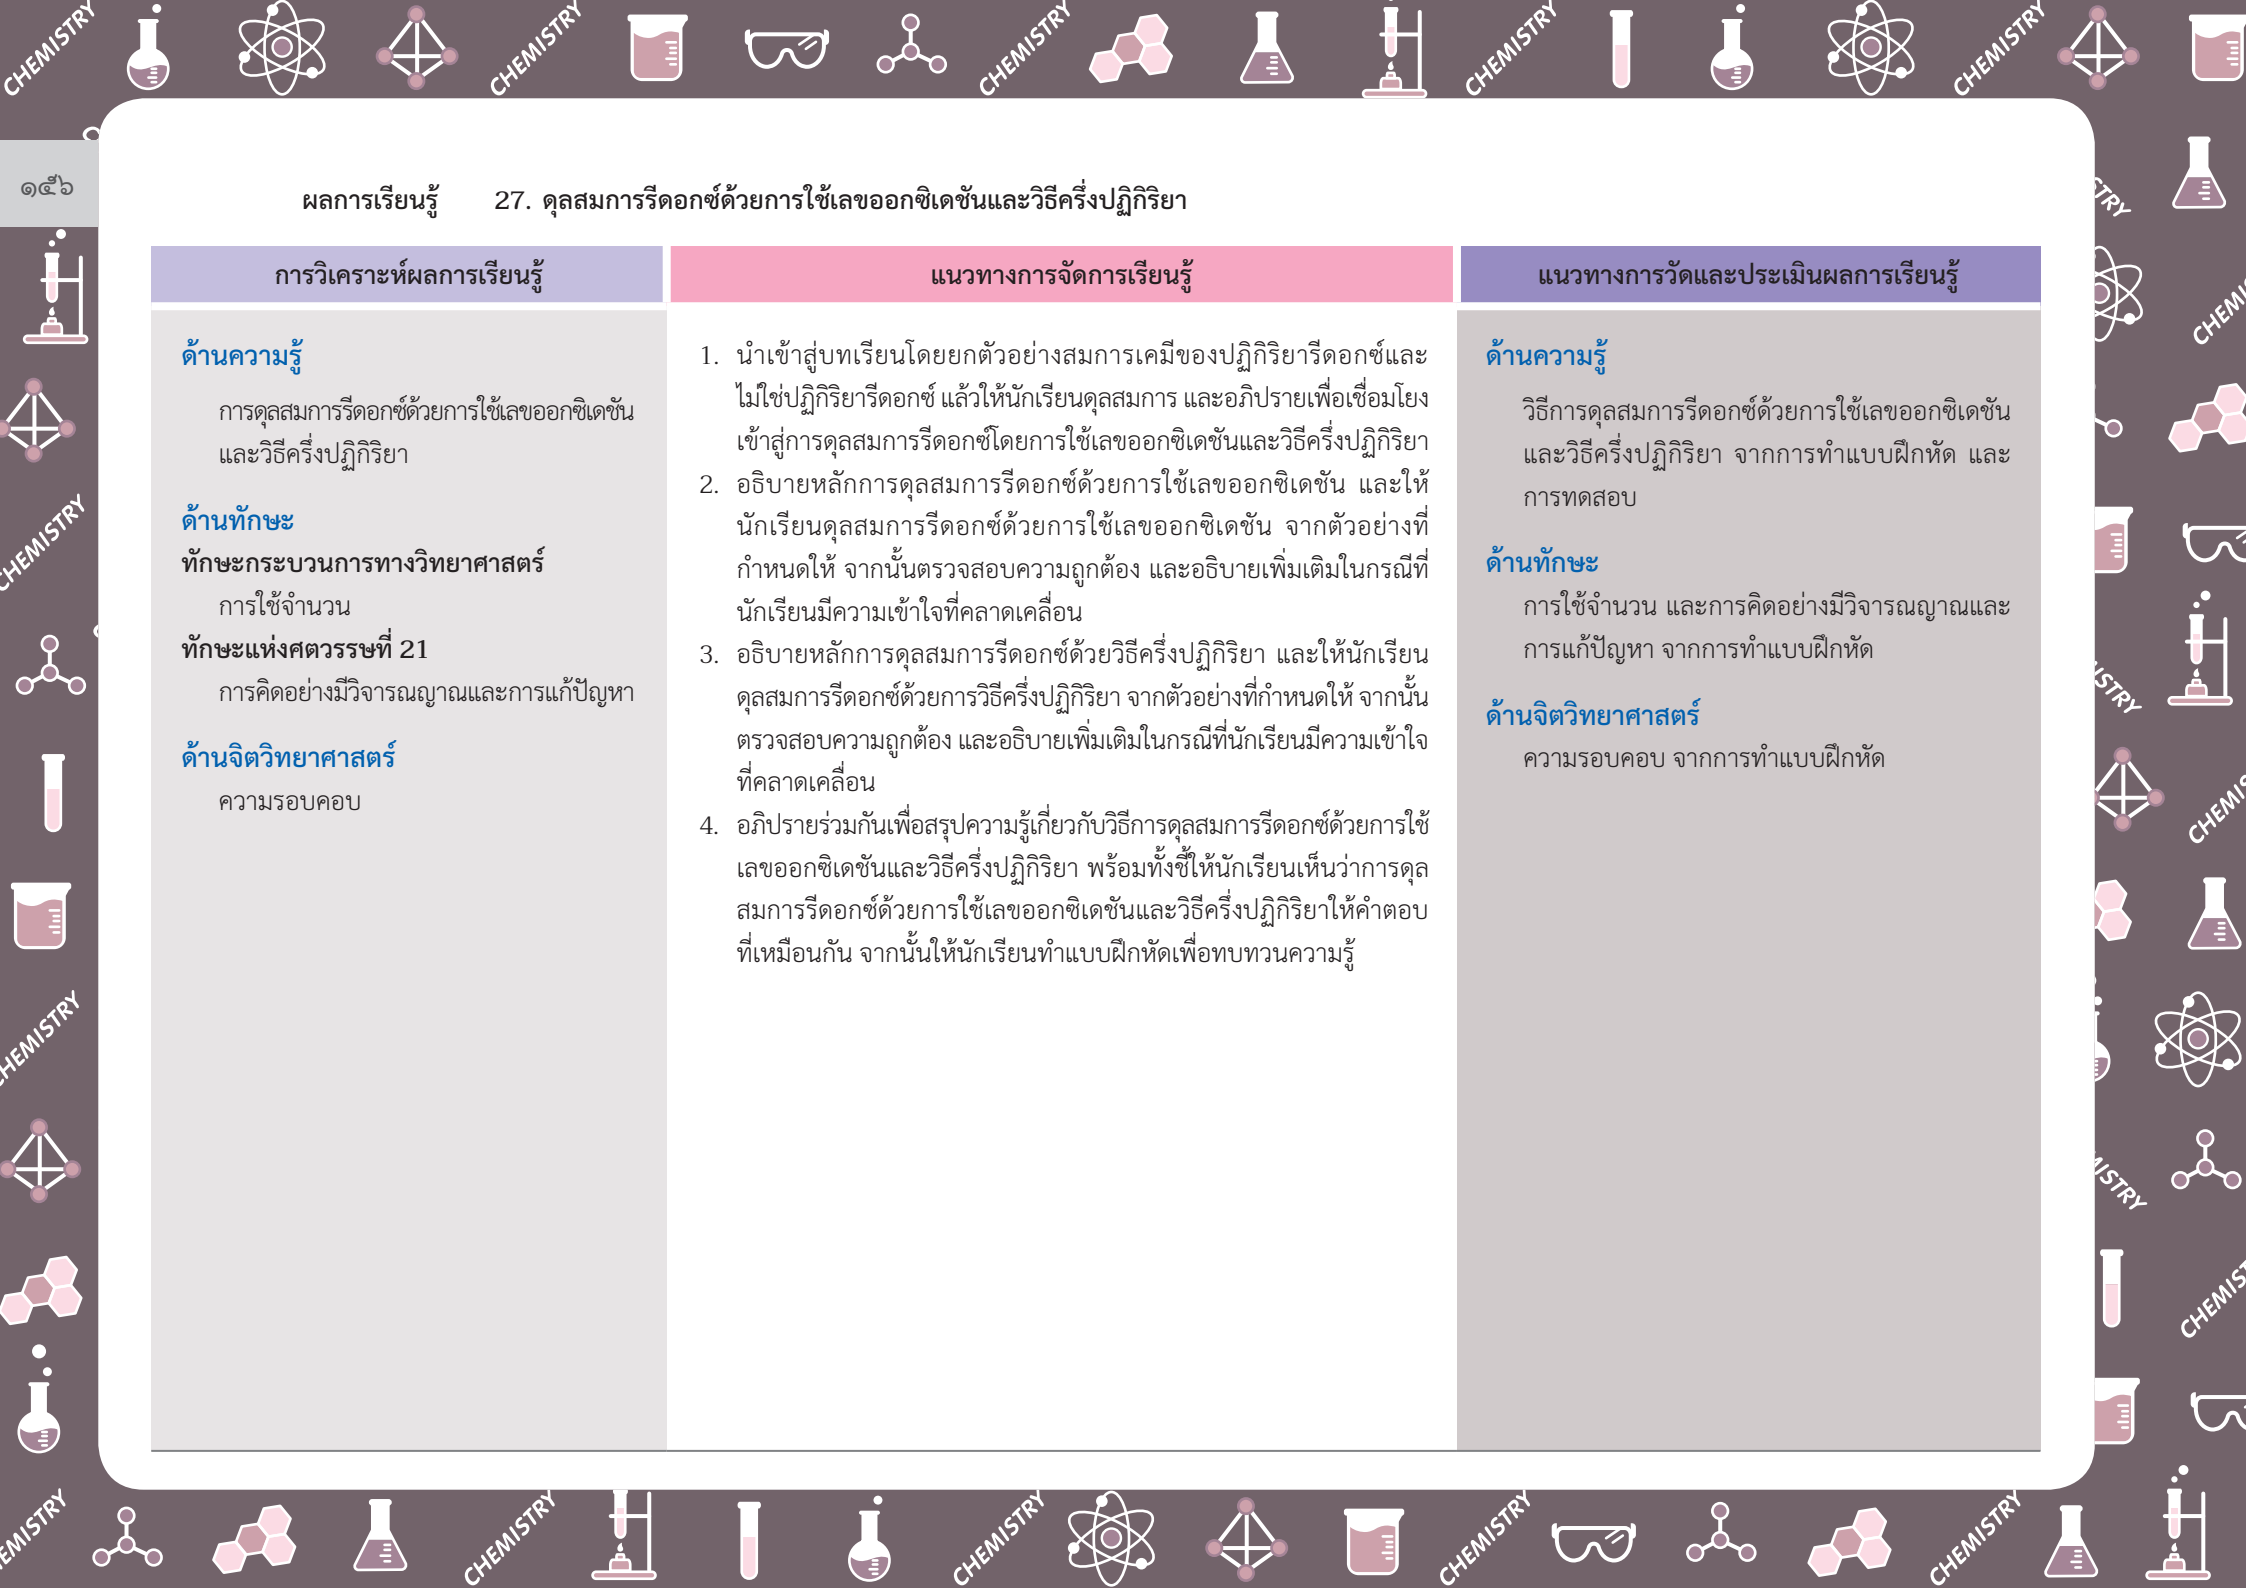 ๑๕๖
ผลการเรียนรู้ 27. ดุลสมการรีดอกซ์ด้วยการใช้เลขออกซิเดชันและวิธีครึ่งปฏิกิริยา
การวิเคราะห์ผลการเรียนรู้
ด้านความรู้
การดุลสมการรีดอกซ์ด้วยการใช้เลขออกซิเดชัน
และวิธีครึ่งปฏิกิริยา
ด้านทักษะ
ทักษะกระบวนการทางวิทยาศาสตร์
การใช้จำนวน
ทักษะแห่งศตวรรษที่ 21
การคิดอย่างมีวิจารณญาณและการแก้ปัญหา
ด้านจิตวิทยาศาสตร์
ความรอบคอบ
แนวทางการจัดการเรียนรู้
1. นำเข้าสู่บทเรียนโดยยกตัวอย่างสมการเคมีของปฏิกิริยารีดอกซ์และ
ไม่ใช่ปฏิกิริยารีดอกซ์ แล้วให้นักเรียนดุลสมการ และอภิปรายเพื่อเชื่อมโยง
เข้าสู่การดุลสมการรีดอกซ์โดยการใช้เลขออกซิเดชันและวิธีครึ่งปฏิกิริยา
2. อธิบายหลักการดุลสมการรีดอกซ์ด้วยการใช้เลขออกซิเดชัน และให้
นักเรียนดุลสมการรีดอกซ์ด้วยการใช้เลขออกซิเดชัน จากตัวอย่างที่
กำหนดให้ จากนั้นตรวจสอบความถูกต้อง และอธิบายเพิ่มเติมในกรณีที่
นักเรียนมีความเข้าใจที่คลาดเคลื่อน
3. อธิบายหลักการดุลสมการรีดอกซ์ด้วยวิธีครึ่งปฏิกิริยา และให้นักเรียน
ดุลสมการรีดอกซ์ด้วยการวิธีครึ่งปฏิกิริยา จากตัวอย่างที่กำหนดให้ จากนั้น
ตรวจสอบความถูกต้อง และอธิบายเพิ่มเติมในกรณีที่นักเรียนมีความเข้าใจ
ที่คลาดเคลื่อน
4. อภิปรายร่วมกันเพื่อสรุปความรู้เกี่ยวกับวิธีการดุลสมการรีดอกซ์ด้วยการใช้
เลขออกซิเดชันและวิธีครึ่งปฏิกิริยา พร้อมทั้งชี้ให้นักเรียนเห็นว่าการดุล
สมการรีดอกซ์ด้วยการใช้เลขออกซิเดชันและวิธีครึ่งปฏิกิริยาให้คำตอบ
ที่เหมือนกัน จากนั้นให้นักเรียนทำแบบฝึกหัดเพื่อทบทวนความรู้
แนวทางการวัดและประเมินผลการเรียนรู้
ด้านความรู้
วิธีการดุลสมการรีดอกซ์ด้วยการใช้เลขออกซิเดชัน
และวิธีครึ่งปฏิกิริยา จากการทำแบบฝึกหัด และ
การทดสอบ
ด้านทักษะ
การใช้จำนวน และการคิดอย่างมีวิจารณญาณและ
การแก้ปัญหา จากการทำแบบฝึกหัด
ด้านจิตวิทยาศาสตร์
ความรอบคอบ จากการทำแบบฝึกหัด
CHEMISTRY
CHEMISTRY
CHEMISTRY
CHEMISTRY
CHEMISTRY
CHEMISTRY
CHEMISTRY
CHEMISTRY
CHEMISTRY